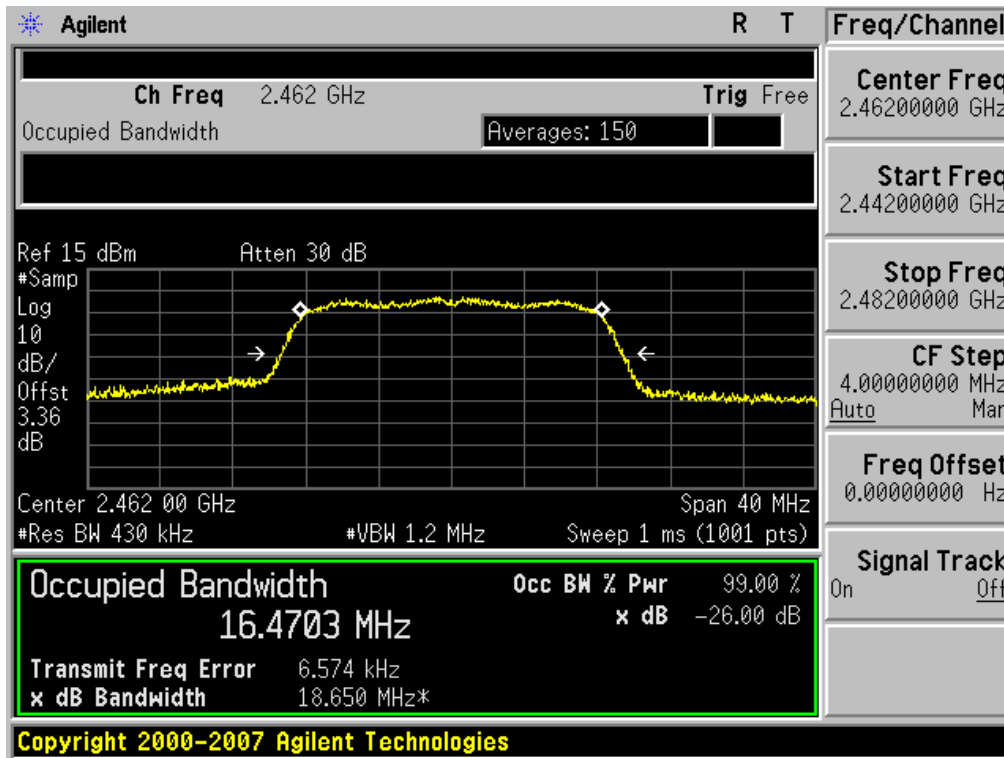 Agilent R T
Ch Freq 2.462 GHz Trig Free
Occupied Bandwidth Averages: 150
Ref 15 dBm Atten 30 dB
#Samp
Log
10
dB/
Offst
3.36
dB
Center 2.462 00 GHz Span 40 MHz
#Res BW 430 kHz #VBW 1.2 MHz Sweep 1 ms (1001 pts)
Occupied Bandwidth Occ BW % Pwr 99.00 %
16.4703 MHz x dB -26.00 dB
Transmit Freq Error 6.574 kHz
x dB Bandwidth 18.650 MHz*
Copyright 2000-2007 Agilent Technologies
Freq/Channel
Center Freq
2.46200000 GHz
Start Freq
2.44200000 GHz
Stop Freq
2.48200000 GHz
CF Step
4.00000000 MHz
Auto Man
Freq Offset
0.00000000 Hz
Signal Track
On Off